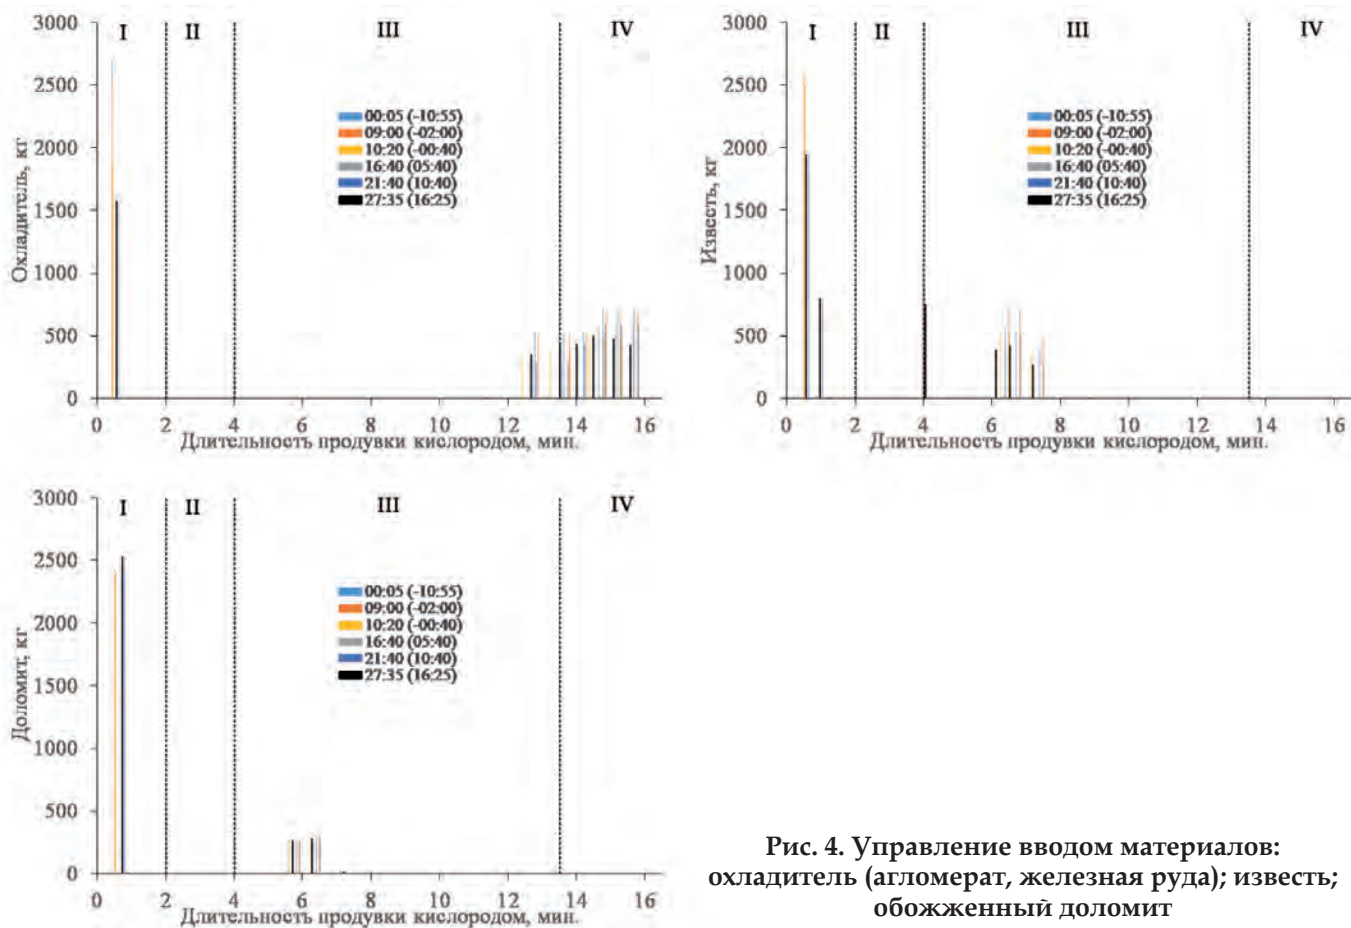 3000
2500
2000
1500
1000
500
0
Охладитель, кг
I II III IV
00:05 (-10:55)
09:00 (-02:00)
10:20 (-00:40)
16:40 (05:40)
21:40 (10:40)
27:35 (16:25)
0 2 4 6 8 10 12 14 16
Длительность продувки кислородом, мин.
3000
2500
2000
1500
1000
500
0
Известь, кг
I II III IV
00:05 (-10:55)
09:00 (-02:00)
10:20 (-00:40)
16:40 (05:40)
21:40 (10:40)
27:35 (16:25)
0 2 4 6 8 10 12 14 16
Длительность продувки кислородом, мин.
3000
2500
2000
1500
1000
500
0
Доломит, кг
I II III IV
00:05 (-10:55)
09:00 (-02:00)
10:20 (-00:40)
16:40 (05:40)
21:40 (10:40)
27:35 (16:25)
0 2 4 6 8 10 12 14 16
Длительность продувки кислородом, мин.
Рис. 4. Управление вводом материалов:
охладитель (агломерат, железная руда); известь;
обожженный доломит